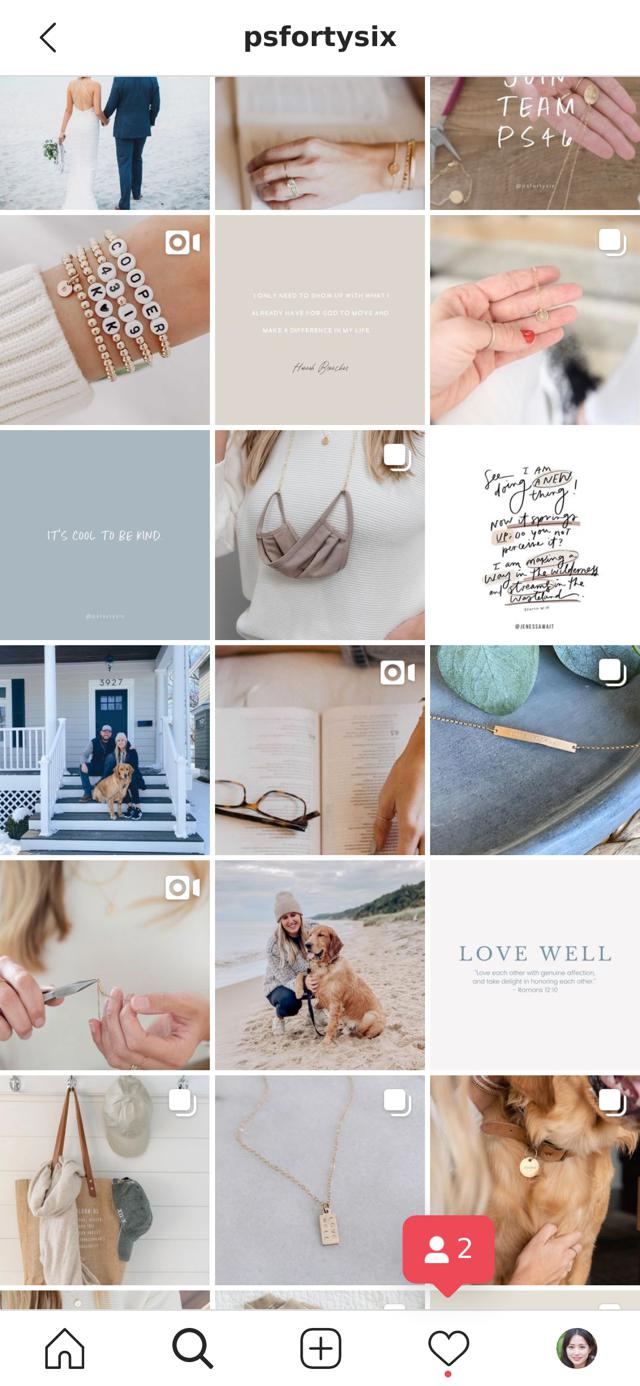 psfortysix
JOIN
TEAM
PS46
@psfortysix
COOPER
43 19
K♥K
I ONLY NEED TO SHOW UP WITH WHAT I
ALREADY HAVE FOR GOD TO MOVE AND
MAKE A DIFFERENCE IN MY LIFE
IT'S COOL TO BE KIND.
@psfortysix
See I AM
doing A NEW
thing!
Now it springs
UP. DO you not
perceive it?
I am making a
way in the wilderness
and streams in the
wasteland.
@JENESSAWAIT
3927
LOVE WELL
"Love each other with genuine affection,
and take delight in honoring each other."
~ Romans 12:10
LOVE
WELL
2